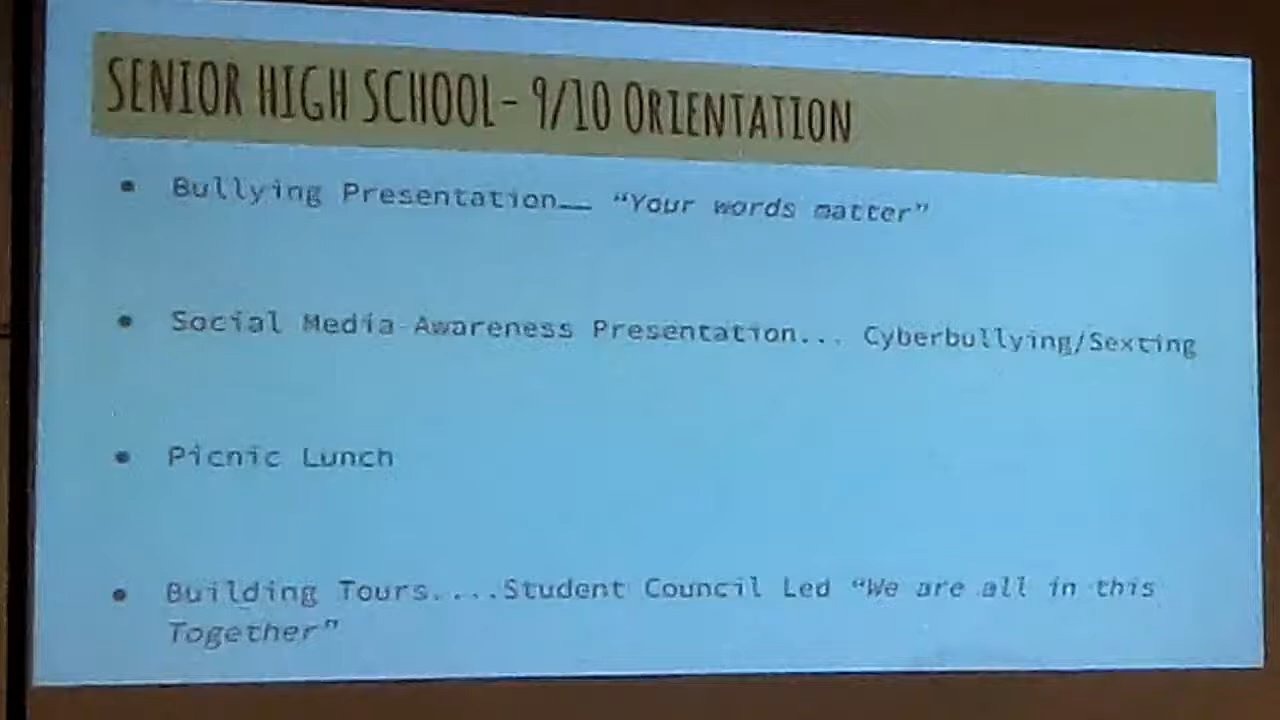 SENIOR HIGH SCHOOL- 9/10 ORIENTATION
• Bullying Presentation… “Your words matter”
• Social Media Awareness Presentation... Cyberbullying/Sexting
• Picnic Lunch
• Building Tours....Student Council Led “We are all in this
Together”